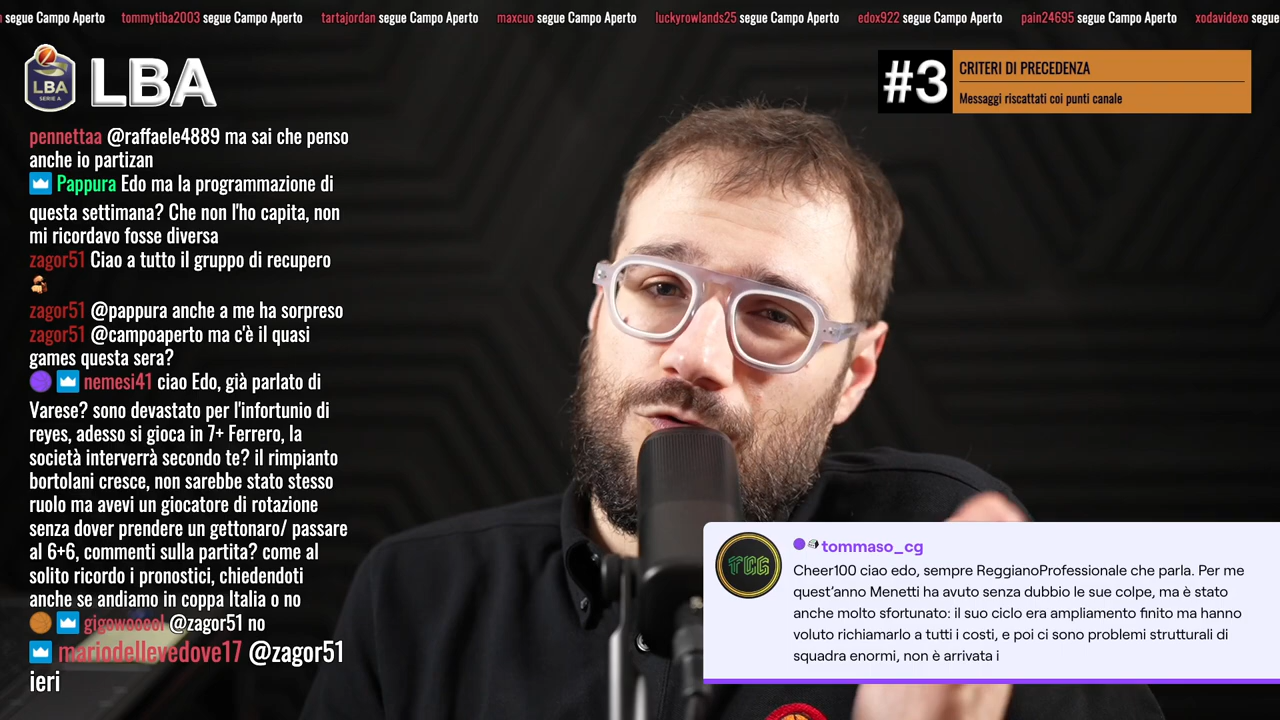 segue Campo Aperto tommytiba2003 segue Campo Aperto tartajordan segue Campo Aperto maxcuo segue Campo Aperto luckyrowlands25 segue Campo Aperto edox922 segue Campo Aperto pain24695 segue Campo Aperto xodavidexo segue
LBA
SERIE A
LBA
#3
CRITERI DI PRECEDENZA
Messaggi riscattati coi punti canale
pennettaa @raffaele4889 ma sai che penso
anche io partizan
Pappura Edo ma la programmazione di
questa settimana? Che non l'ho capita, non
mi ricordavo fosse diversa
zagor51 Ciao a tutto il gruppo di recupero
zagor51 @pappura anche a me ha sorpreso
zagor51 @campoaperto ma c'è il quasi
games questa sera?
nemesi41 ciao Edo, già parlato di
Varese? sono devastato per l'infortunio di
reyes, adesso si gioca in 7+ Ferrero, la
società interverrà secondo te? il rimpianto
bortolani cresce, non sarebbe stato stesso
ruolo ma avevi un giocatore di rotazione
senza dover prendere un gettonaro/ passare
al 6+6, commenti sulla partita? come al
solito ricordo i pronostici, chiedendoti
anche se andiamo in coppa Italia o no
gigowooool @zagor51 no
mariodellevedove17 @zagor51
ieri
TCG
tommaso_cg
Cheer100 ciao edo, sempre ReggianoProfessionale che parla. Per me
quest'anno Menetti ha avuto senza dubbio le sue colpe, ma è stato
anche molto sfortunato: il suo ciclo era ampliamento finito ma hanno
voluto richiamarlo a tutti i costi, e poi ci sono problemi strutturali di
squadra enormi, non è arrivata i